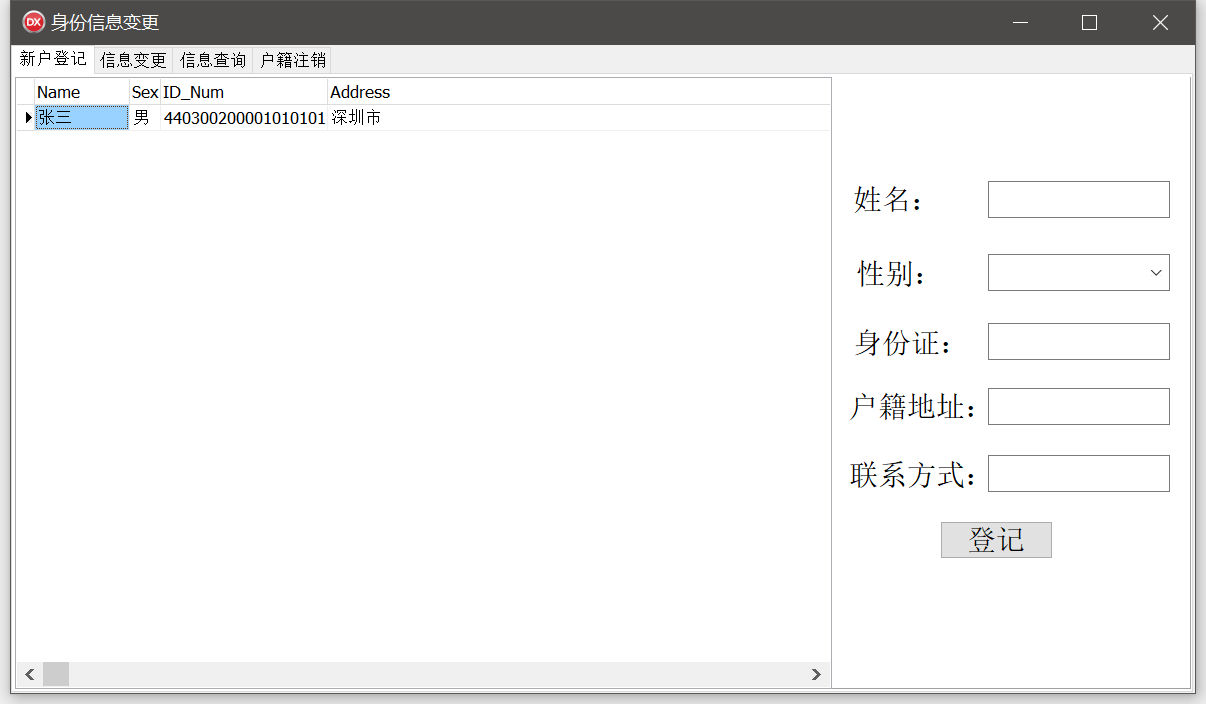 DX 身份信息变更
新户登记 信息变更 信息查询 户籍注销
Name Sex ID_Num Address
张三 男 440300200001010101 深圳市
姓名：
性别：
身份证：
户籍地址：
联系方式：
登记